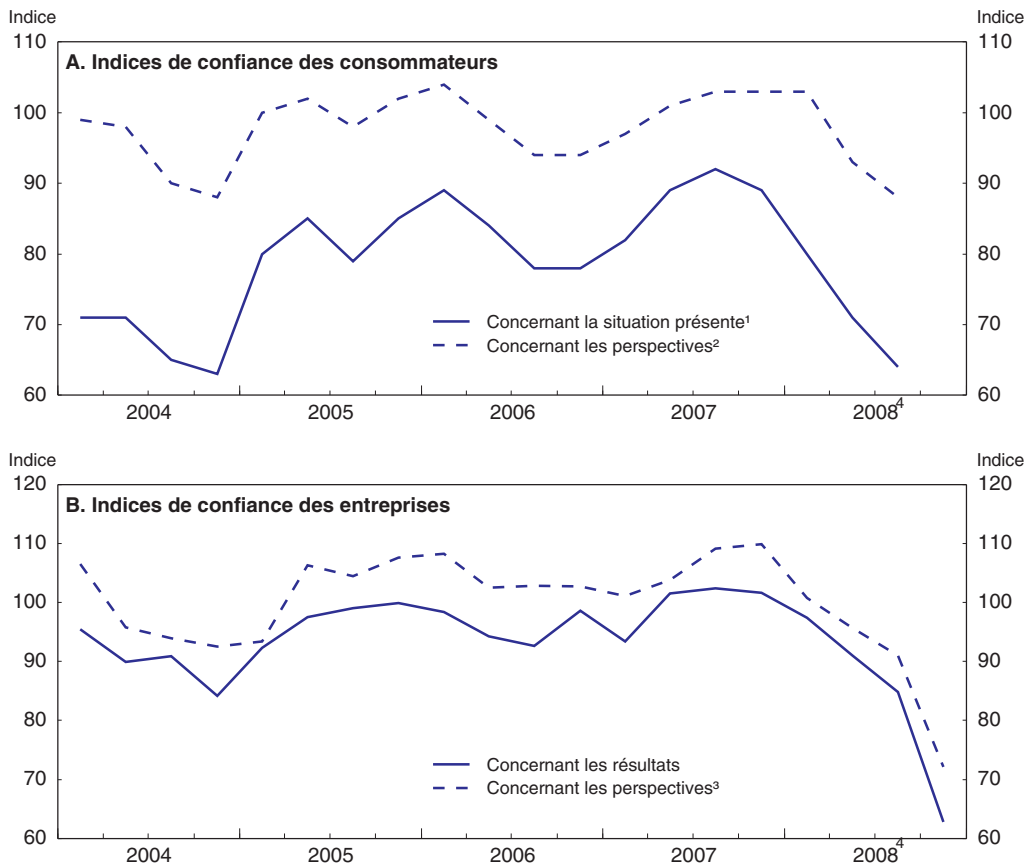 Indice Indice
110 110
A. Indices de confiance des consommateurs
100 100
90 90
80 80
70 70
Concernant la situation présente¹
Concernant les perspectives²
60 60
2004 2005 2006 2007 2008⁴
Indice Indice
120 120
B. Indices de confiance des entreprises
110 110
100 100
90 90
80 80
Concernant les résultats
70 70
Concernant les perspectives³
60 60
2004 2005 2006 2007 2008⁴